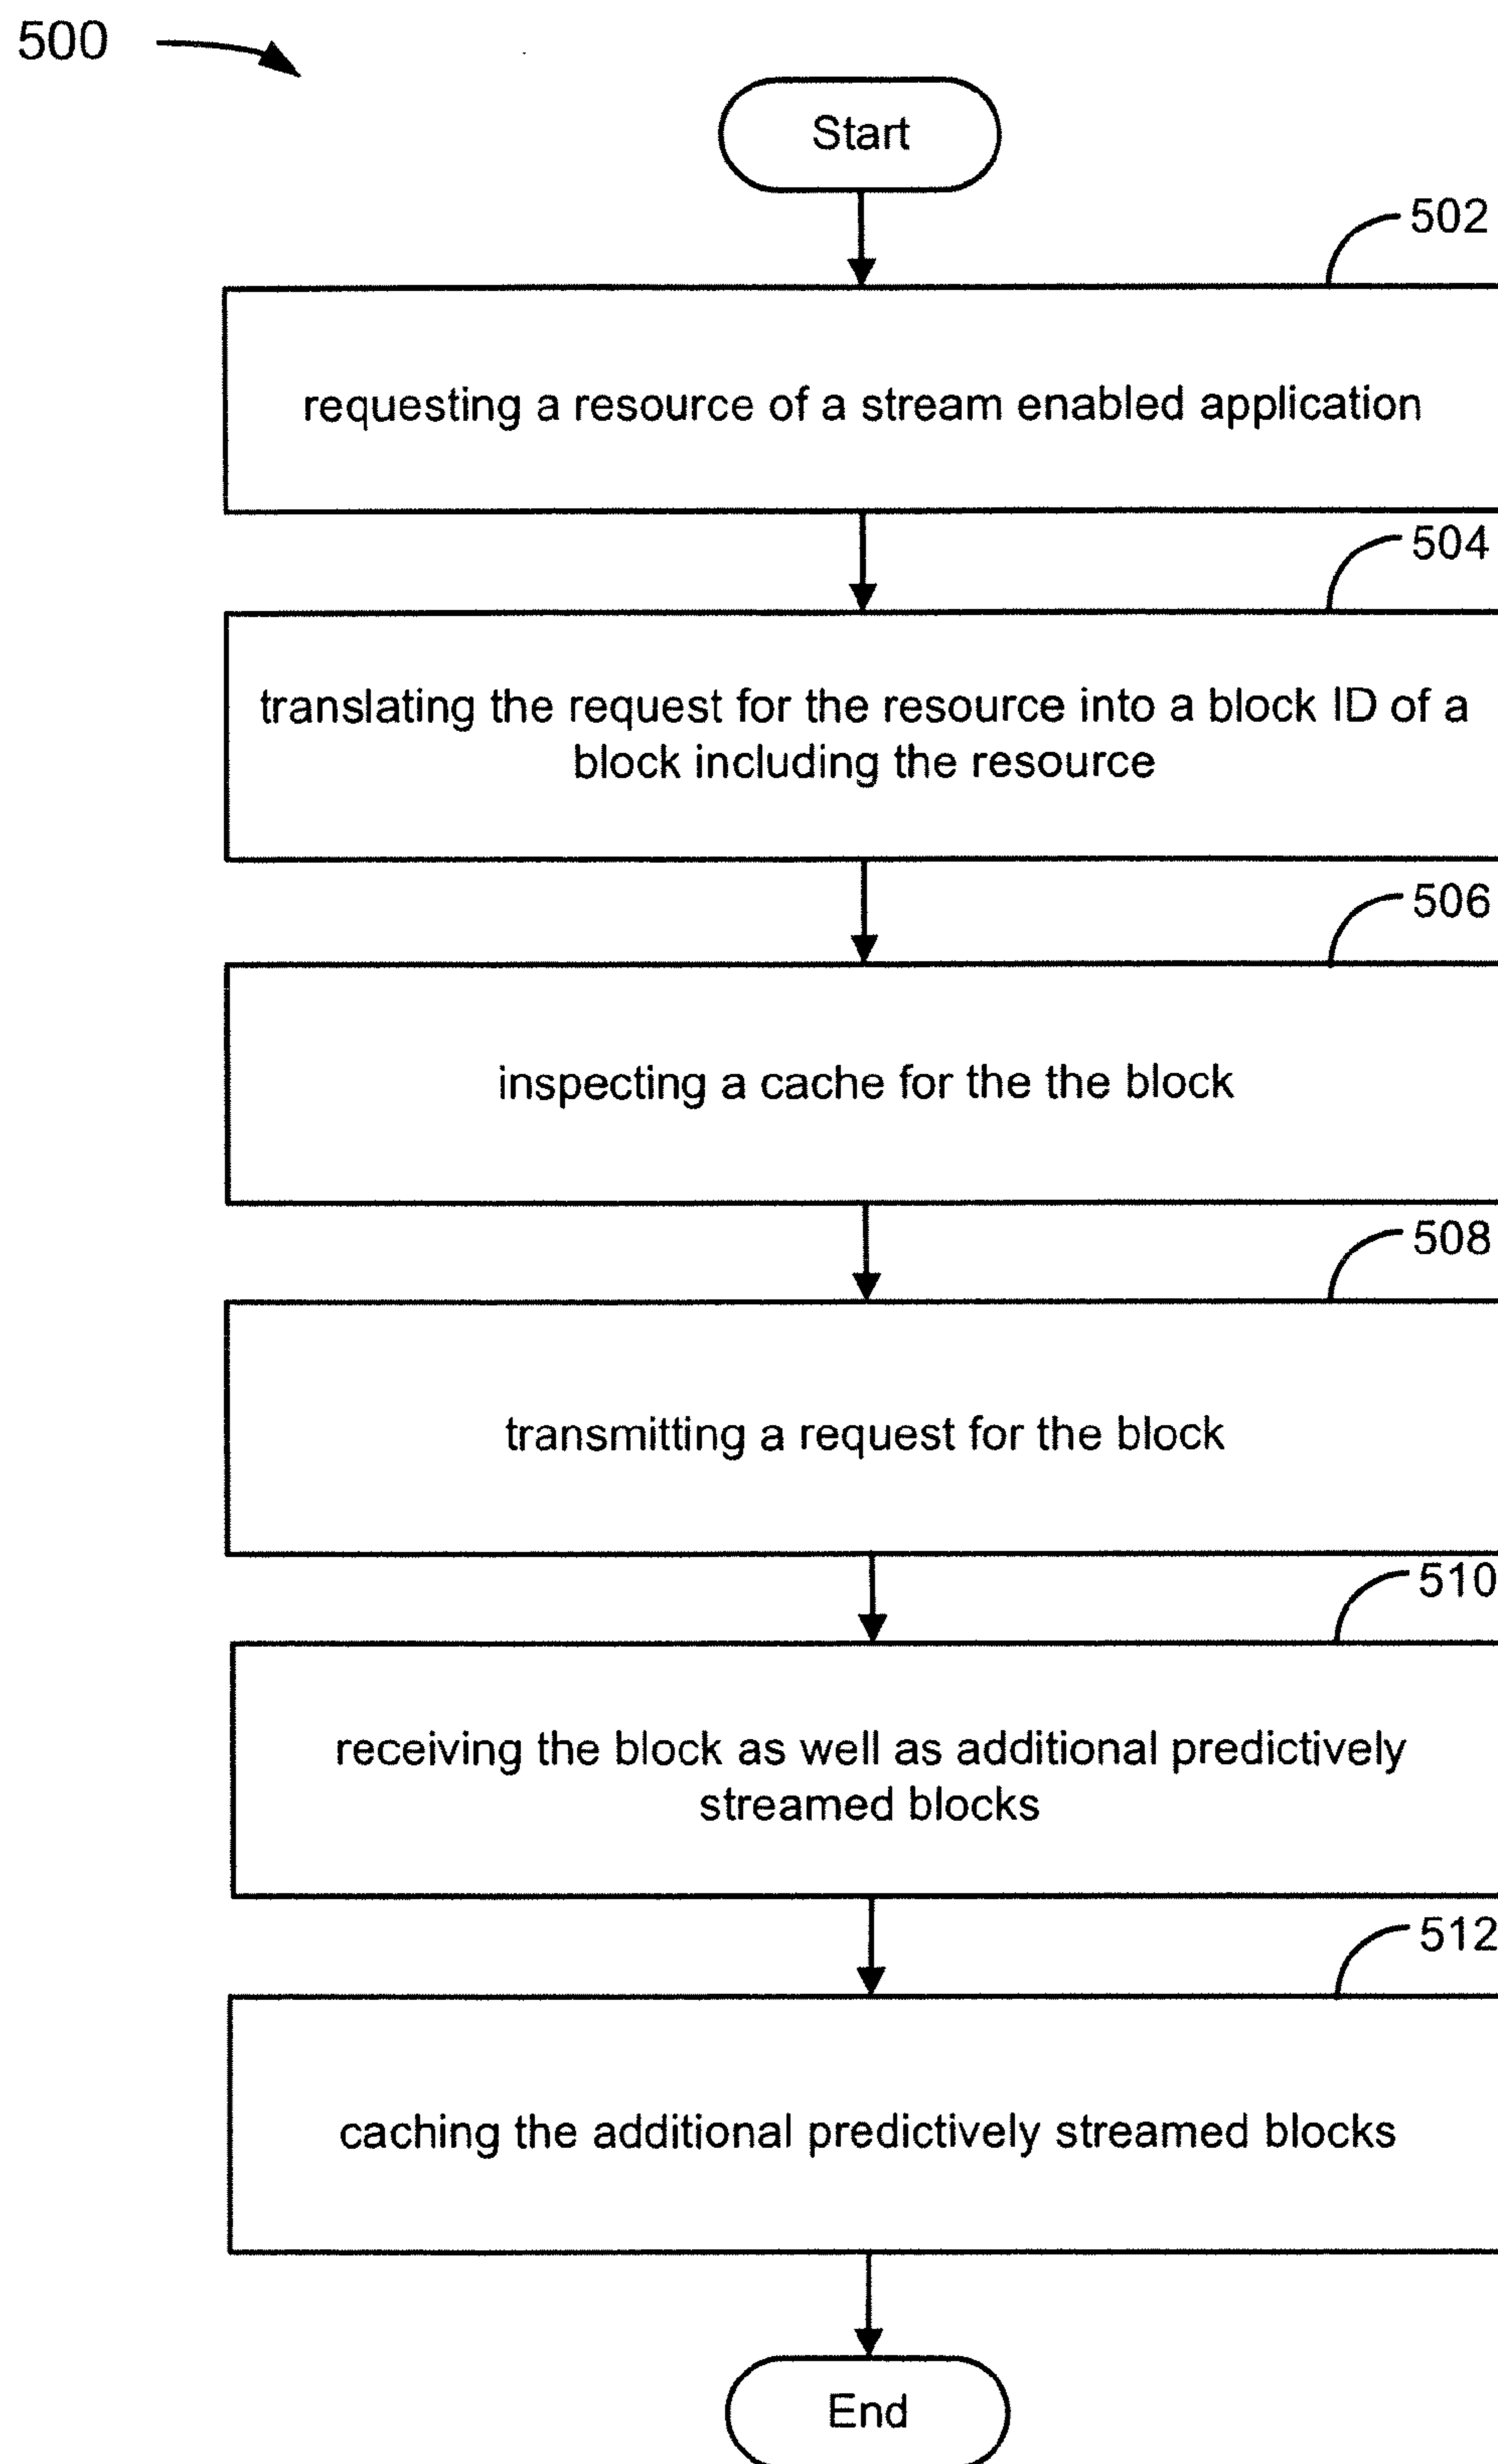 500
Start
502
requesting a resource of a stream enabled application
504
translating the request for the resource into a block ID of a
block including the resource
506
inspecting a cache for the the block
508
transmitting a request for the block
510
receiving the block as well as additional predictively
streamed blocks
512
caching the additional predictively streamed blocks
End